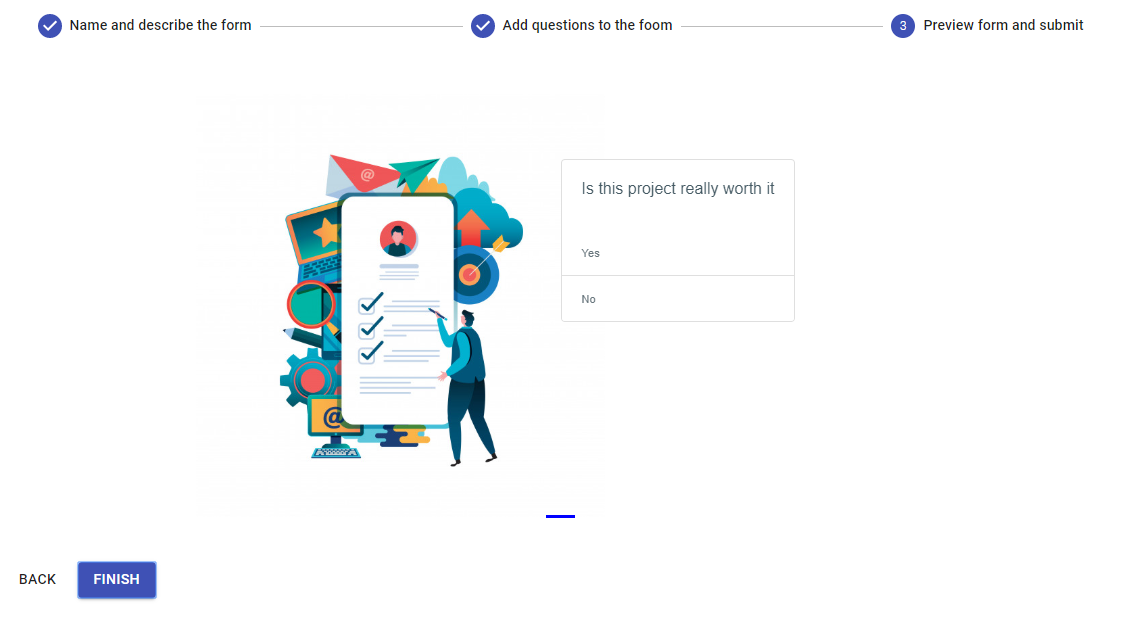 Name and describe the form
Add questions to the foom
3 Preview form and submit
@
Is this project really worth it
Yes
No
@
BACK
FINISH